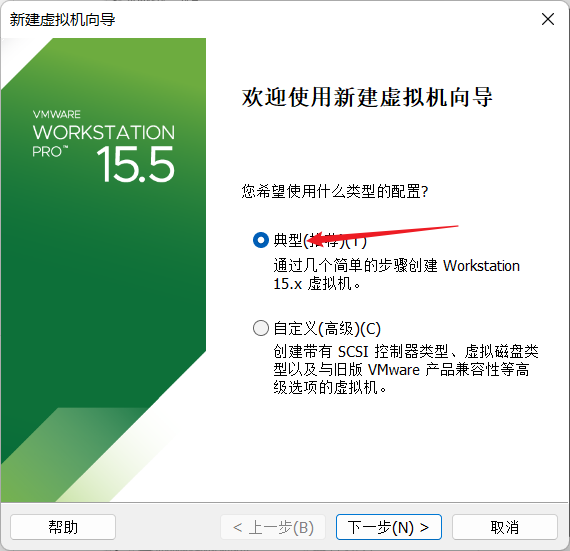 新建虚拟机向导
VMWARE
WORKSTATION
PRO™
15.5
欢迎使用新建虚拟机向导
您希望使用什么类型的配置?
典型(推荐)(T)
通过几个简单的步骤创建 Workstation
15.x 虚拟机。
自定义(高级)(C)
创建带有 SCSI 控制器类型、虚拟磁盘类
型以及与旧版 VMware 产品兼容性等高
级选项的虚拟机。
帮助
< 上一步(B)
下一步(N) >
取消